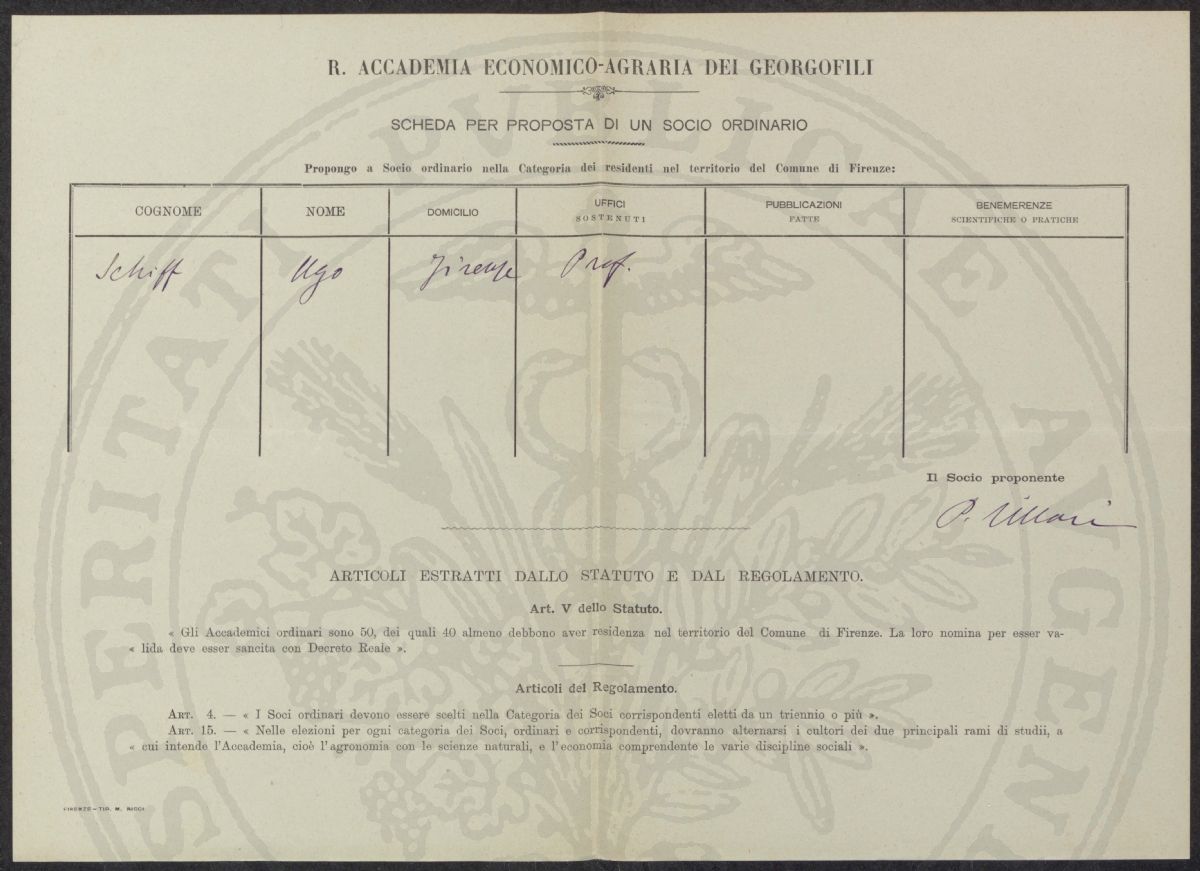 R. ACCADEMIA ECONOMICO-AGRARIA DEI GEORGOFILI
SCHEDA PER PROPOSTA DI UN SOCIO ORDINARIO
Propongo a Socio ordinario nella Categoria dei residenti nel territorio del Comune di Firenze:
COGNOME NOME DOMICILIO UFFICI SOSTENUTI PUBBLICAZIONI FATTE BENEMERENZE SCIENTIFICHE O PRATICHE
Schiff Ugo Firenze Prof.
Il Socio proponente
P. Villari
ARTICOLI ESTRATTI DALLO STATUTO E DAL REGOLAMENTO.
Art. V dello Statuto.
« Gli Accademici ordinari sono 50, dei quali 40 almeno debbono aver residenza nel territorio del Comune di Firenze. La loro nomina per esser va-
« lida deve esser sancita con Decreto Reale ».
Articoli del Regolamento.
ART. 4. — « I Soci ordinari devono essere scelti nella Categoria dei Soci corrispondenti eletti da un triennio o più ».
ART. 15. — « Nelle elezioni per ogni categoria dei Soci, ordinari e corrispondenti, dovranno alternarsi i cultori dei due principali rami di studii, a
« cui intende l'Accademia, cioè l'agronomia con le scienze naturali, e l'economia comprendente le varie discipline sociali ».
FIRENZE - TIP. M. RICCI
SPERITATI PVBLICAE AVGEN